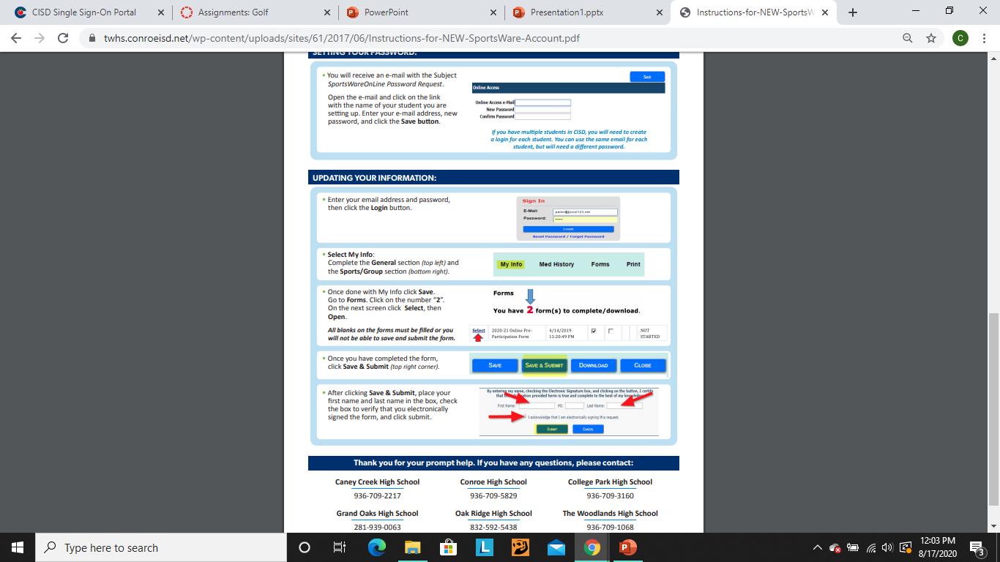 CISD Single Sign-On Portal
Assignments: Golf
PowerPoint
Presentation1.pptx
Instructions-for-NEW-SportsW
twhs.conroeisd.net/wp-content/uploads/sites/61/2017/06/Instructions-for-NEW-SportsWare-Account.pdf
C
SETTING YOUR PASSWORD:
• You will receive an e-mail with the Subject
SportsWareOnLine Password Request.
Open the e-mail and click on the link
with the name of your student you are
setting up. Enter your e-mail address, new
password, and click the Save button.
SAVE
Online Access
Online Access e-Mail
New Password
Confirm Password
If you have multiple students in CISD, you will need to create
a login for each student. You can use the same email for each
student, but will need a different password.
UPDATING YOUR INFORMATION:
• Enter your email address and password,
then click the Login button.
Sign In
E-Mail:
Password:
LOGIN
Reset Password / Forgot Password
• Select My Info:
Complete the General section (top left) and
the Sports/Group section (bottom right).
My Info Med History Forms Print
• Once done with My Info click Save.
Go to Forms. Click on the number "2".
On the next screen click Select, then
Open.
All blanks on the forms must be filled or you
will not be able to save and submit the form.
Forms
You have 2 form(s) to complete/download.
Select
2020-21 Online Pre-
Participation Form
4/14/2019
11:20:49 PM
NOT
STARTED
• Once you have completed the form,
click Save & Submit (top right corner).
SAVE SAVE & SUBMIT DOWNLOAD CLOSE
• After clicking Save & Submit, place your
first name and last name in the box, check
the box to verify that you electronically
signed the form, and click submit.
By entering my name, checking the Electronic Signature box, and clicking on the button, I certify
that the information provided herin is true and complete to the best of my knowledge.
First Name: MI: Last Name:
I acknowledge that I am electronically signing this request.
SUBMIT CANCEL
Thank you for your prompt help. If you have any questions, please contact:
Caney Creek High School Conroe High School College Park High School
936-709-2217 936-709-5829 936-709-3160
Grand Oaks High School Oak Ridge High School The Woodlands High School
281-939-0063 832-592-5438 936-709-1068
Type here to search
L
12:03 PM
8/17/2020
3